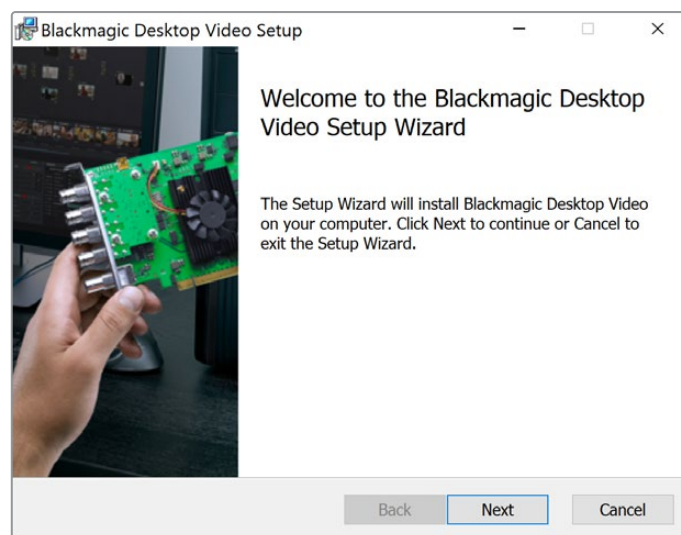 Blackmagic Desktop Video Setup
Welcome to the Blackmagic Desktop
Video Setup Wizard
The Setup Wizard will install Blackmagic Desktop Video
on your computer. Click Next to continue or Cancel to
exit the Setup Wizard.
Back Next Cancel